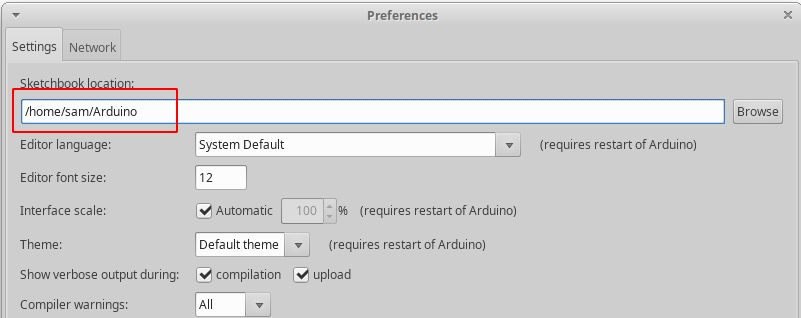 Preferences
Settings Network
Sketchbook location:
/home/sam/Arduino Browse
Editor language: System Default (requires restart of Arduino)
Editor font size: 12
Interface scale: Automatic 100 % (requires restart of Arduino)
Theme: Default theme (requires restart of Arduino)
Show verbose output during: compilation upload
Compiler warnings: All